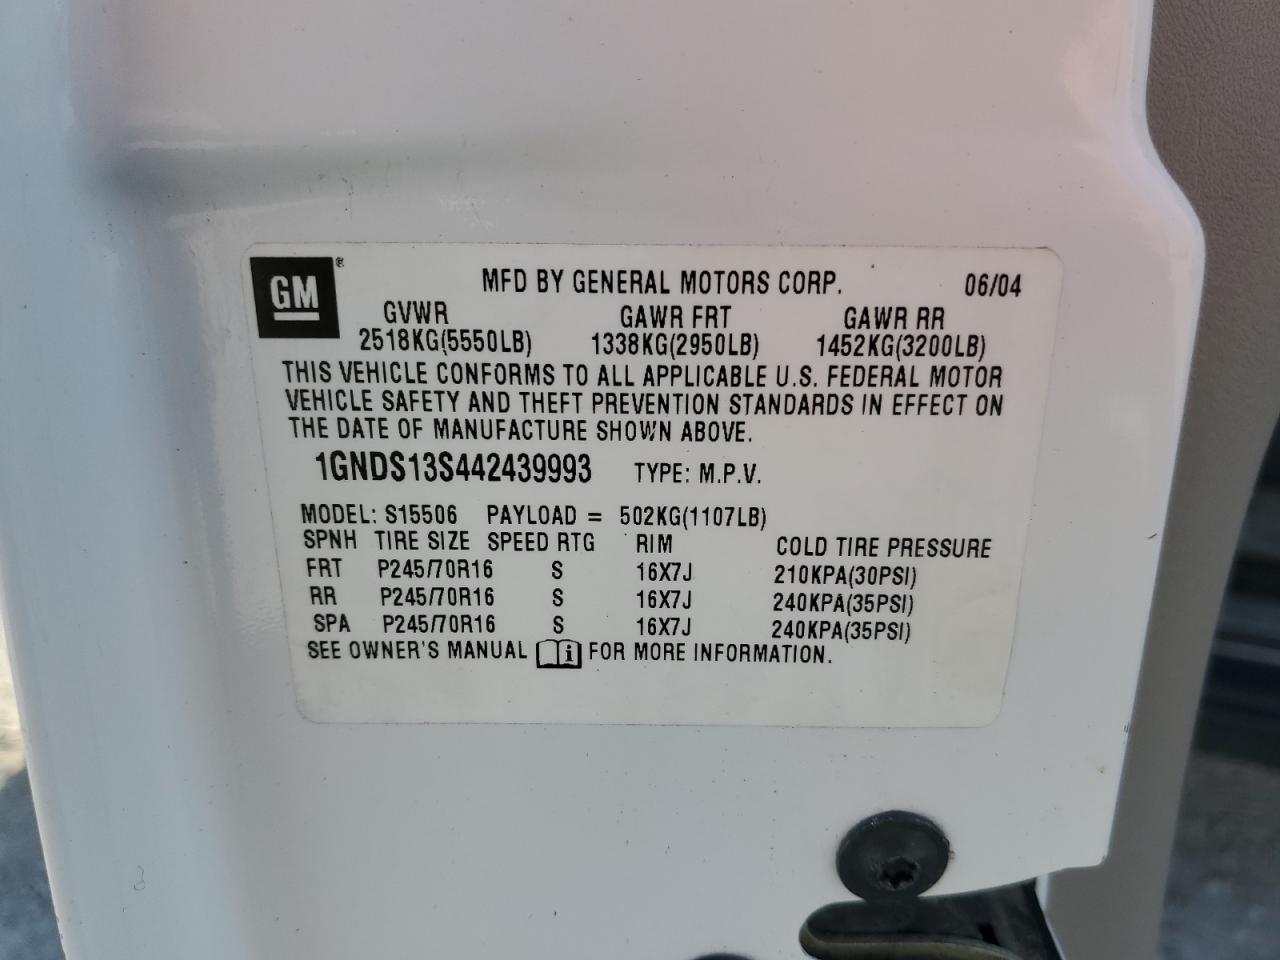 GM ® MFD BY GENERAL MOTORS CORP. 06/04
GVWR GAWR FRT GAWR RR
2518KG(5550LB) 1338KG(2950LB) 1452KG(3200LB)
THIS VEHICLE CONFORMS TO ALL APPLICABLE U.S. FEDERAL MOTOR
VEHICLE SAFETY AND THEFT PREVENTION STANDARDS IN EFFECT ON
THE DATE OF MANUFACTURE SHOWN ABOVE.
1GNDS13S442439993 TYPE: M.P.V.
MODEL: S15506 PAYLOAD = 502KG(1107LB)
SPNH TIRE SIZE SPEED RTG RIM COLD TIRE PRESSURE
FRT P245/70R16 S 16X7J 210KPA(30PSI)
RR P245/70R16 S 16X7J 240KPA(35PSI)
SPA P245/70R16 S 16X7J 240KPA(35PSI)
SEE OWNER'S MANUAL i FOR MORE INFORMATION.